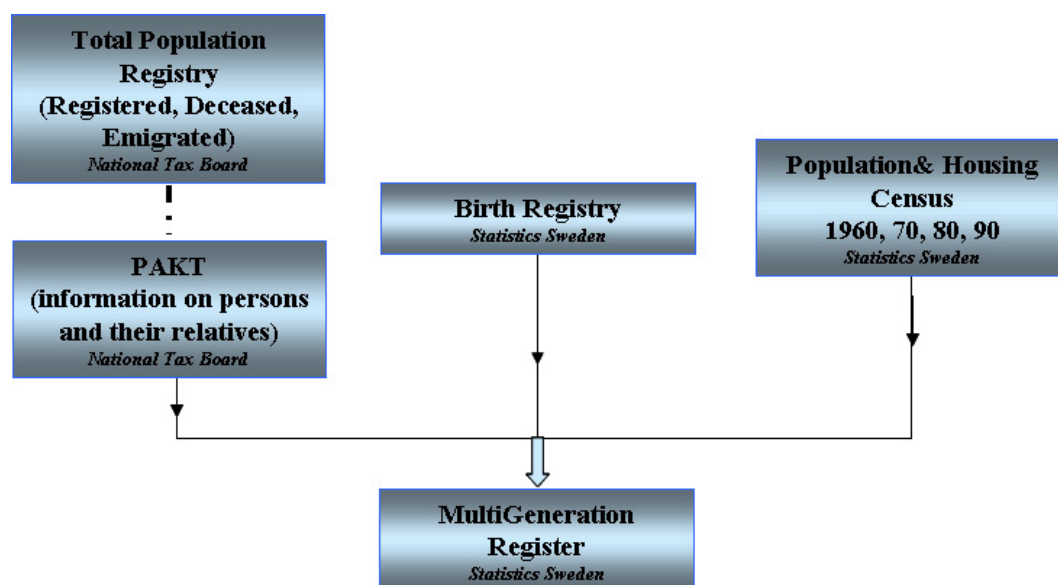 Total Population
Registry
(Registered, Deceased,
Emigrated)
National Tax Board
PAKT
(information on persons
and their relatives)
National Tax Board
Birth Registry
Statistics Sweden
Population& Housing
Census
1960, 70, 80, 90
Statistics Sweden
MultiGeneration
Register
Statistics Sweden